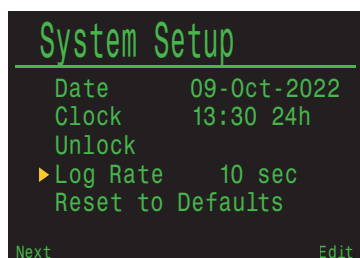 System Setup
Date 09-Oct-2022
Clock 13:30 24h
Unlock
Log Rate 10 sec
Reset to Defaults
Next Edit